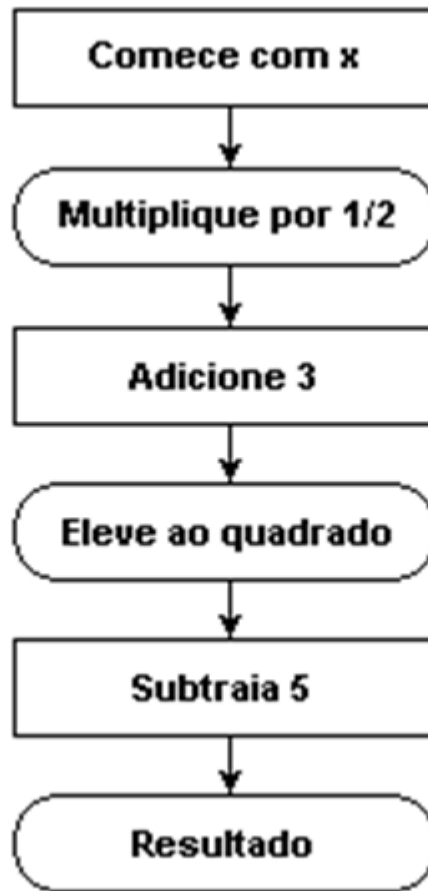 Comece com x
Multiplique por 1/2
Adicione 3
Eleve ao quadrado
Subtraia 5
Resultado